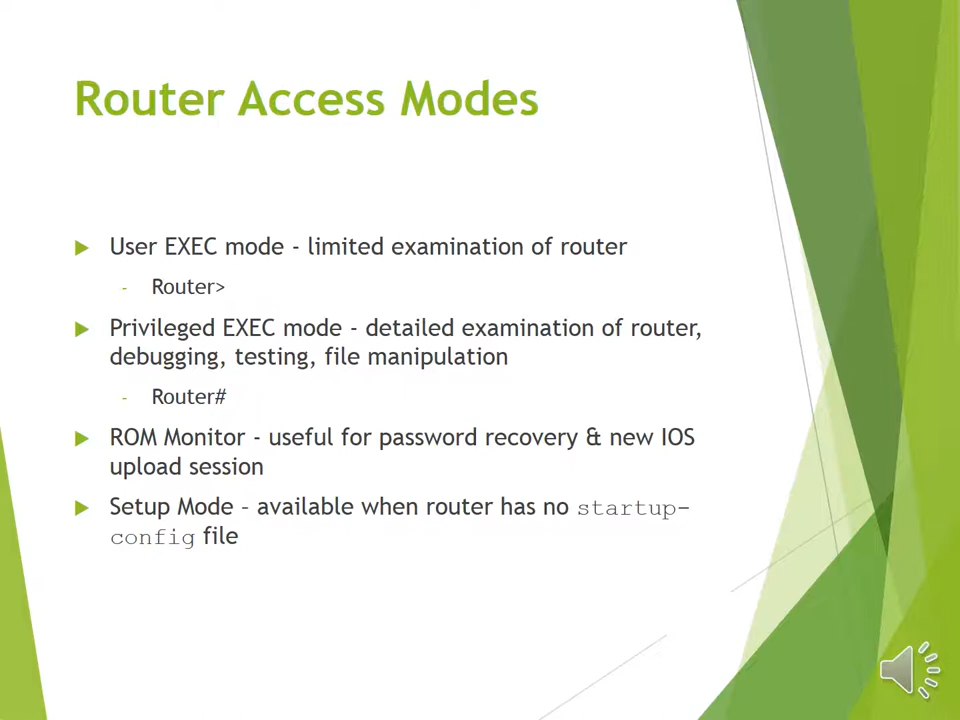 Router Access Modes
User EXEC mode - limited examination of router
- Router>
Privileged EXEC mode - detailed examination of router,
debugging, testing, file manipulation
- Router#
ROM Monitor - useful for password recovery & new IOS
upload session
Setup Mode – available when router has no startup-
config file